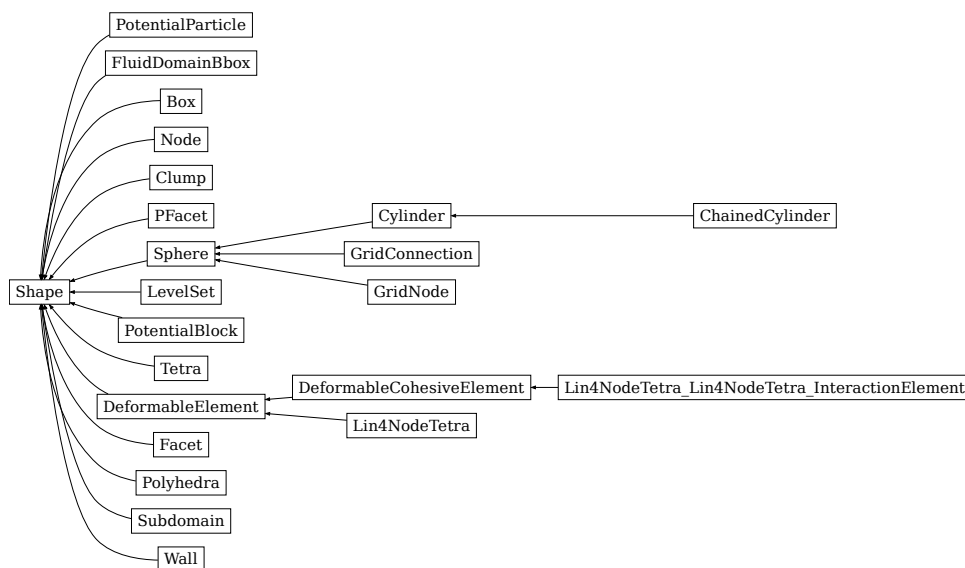 PotentialParticle
FluidDomainBbox
Box
Node
Clump
PFacet
Cylinder
ChainedCylinder
Sphere
GridConnection
Shape
LevelSet
GridNode
PotentialBlock
Tetra
DeformableElement
DeformableCohesiveElement
Lin4NodeTetra_Lin4NodeTetra_InteractionElement
Lin4NodeTetra
Facet
Polyhedra
Subdomain
Wall